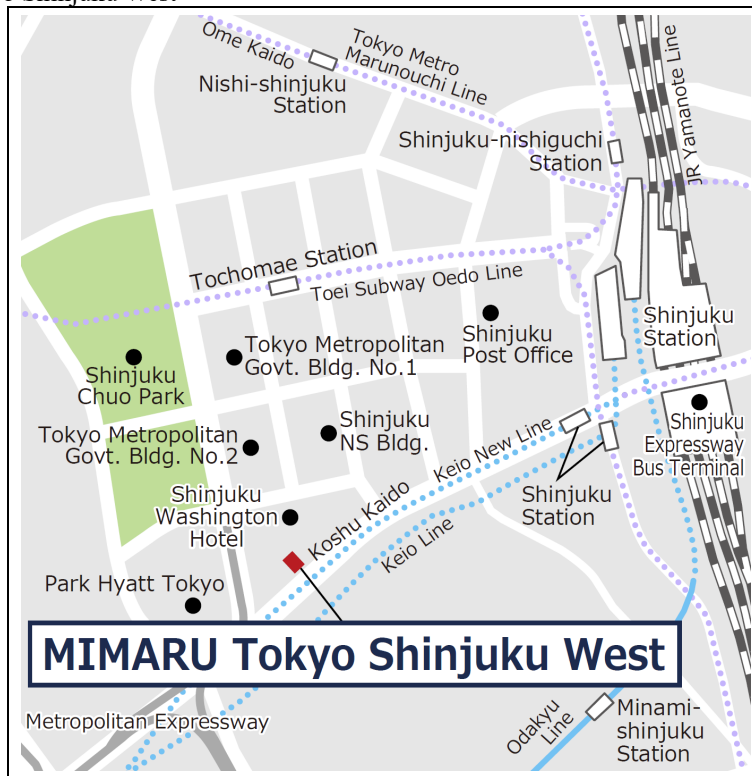 Shinjuku West
Ome Kaido
Tokyo Metro
Marunouchi Line
Nishi-shinjuku
Station
JR Yamanote Line
Shinjuku-nishiguchi
Station
Tochomae Station
Toei Subway Oedo Line
Shinjuku
Station
Shinjuku
Post Office
Tokyo Metropolitan
Govt. Bldg. No.1
Shinjuku
Chuo Park
Shinjuku
NS Bldg.
Tokyo Metropolitan
Govt. Bldg. No.2
Shinjuku
Expressway
Bus Terminal
Keio New Line
Shinjuku
Station
Shinjuku
Washington
Hotel
Koshu Kaido
Keio Line
Park Hyatt Tokyo
MIMARU Tokyo Shinjuku West
Metropolitan Expressway
Odakyu
Line
Minami-
shinjuku
Station